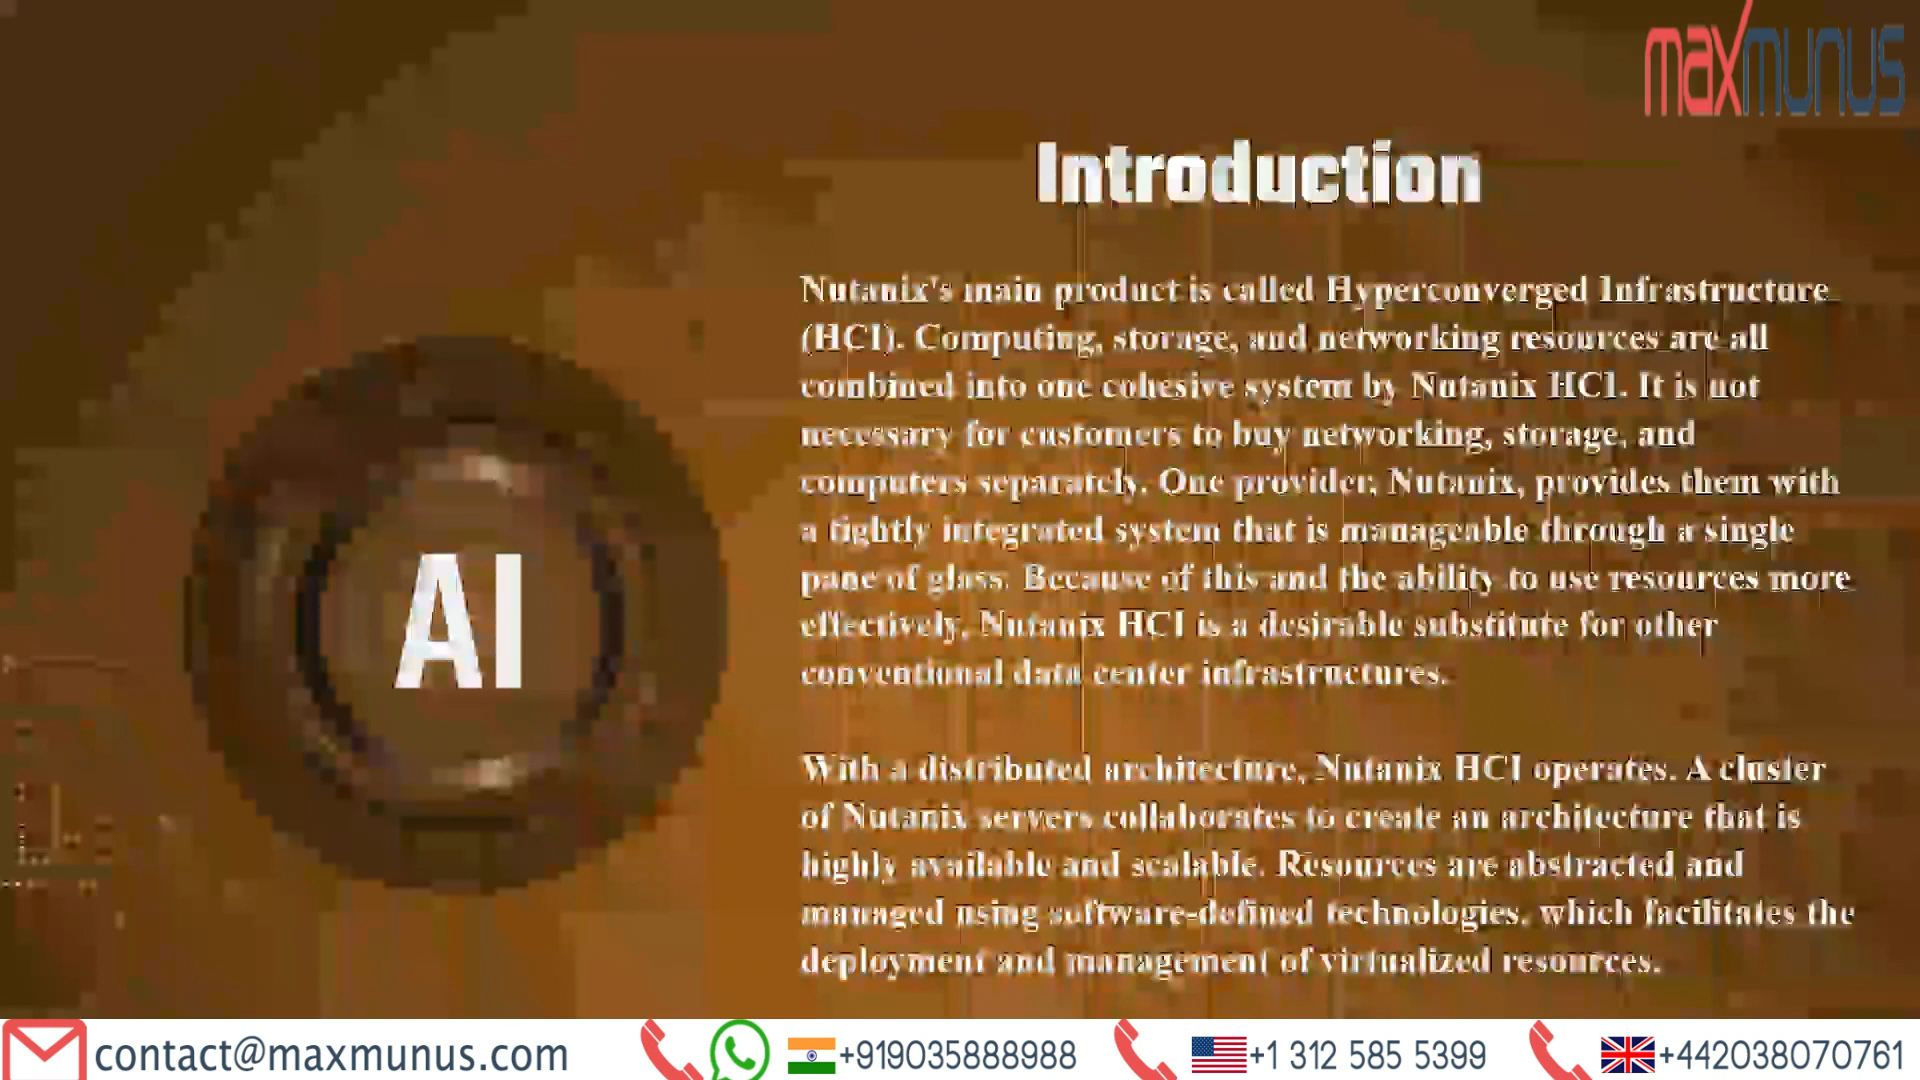 maxmunus
Introduction
Nutanix's main product is called Hyperconverged Infrastructure
(HCI). Computing, storage, and networking resources are all
combined into one cohesive system by Nutanix HCI. It is not
necessary for customers to buy networking, storage, and
computers separately. One provider, Nutanix, provides them with
a tightly integrated system that is manageable through a single
pane of glass. Because of this and the ability to use resources more
effectively, Nutanix HCI is a desirable substitute for other
conventional data center infrastructures.
AI
With a distributed architecture, Nutanix HCI operates. A cluster
of Nutanix servers collaborates to create an architecture that is
highly available and scalable. Resources are abstracted and
managed using software-defined technologies, which facilitates the
deployment and management of virtualized resources.
contact@maxmunus.com +919035888988 +1 312 585 5399 +442038070761